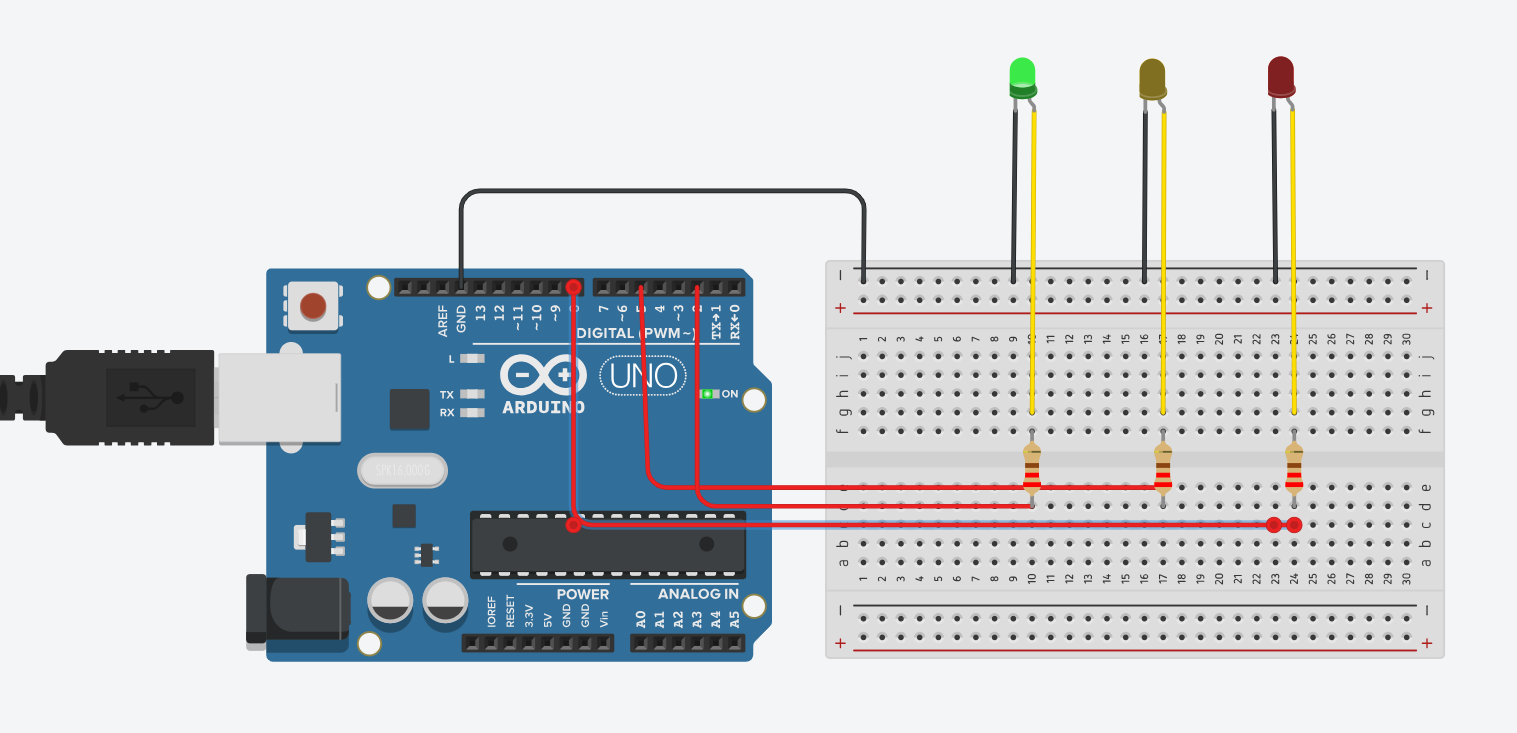 1 2 3 4 5 6 7 8 9 10 11 12 13 14 15 16 17 18 19 20 21 22 23 24 25 26 27 28 29 30
AREF GND 13 12 ~11 ~10 ~9 8 7 ~6 5 4 ~3 2 TX→1 RX←0
DIGITAL (PWM ~)
j j
i i
h h
g g
f f
L
UNO
TX
RX
ON
ARDUINO
SPK16.000G
e e
d d
c c
b b
a a
1 2 3 4 5 6 7 8 9 10 11 12 13 14 15 16 17 18 19 20 21 22 23 24 25 26 27 28 29 30
POWER ANALOG IN
IOREF RESET 3.3V 5V GND GND Vin A0 A1 A2 A3 A4 A5